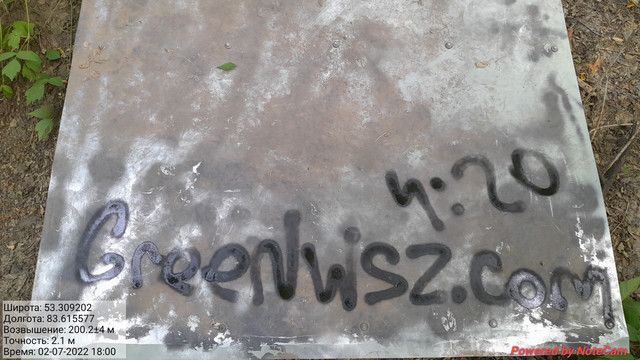 4:20
GreeNwisz.com
Широта: 53.309202
Долгота: 83.615577
Возвышение: 200.2±4 м
Точность: 2.1 м
Время: 02-07-2022 18:00
Powered by NoteCam